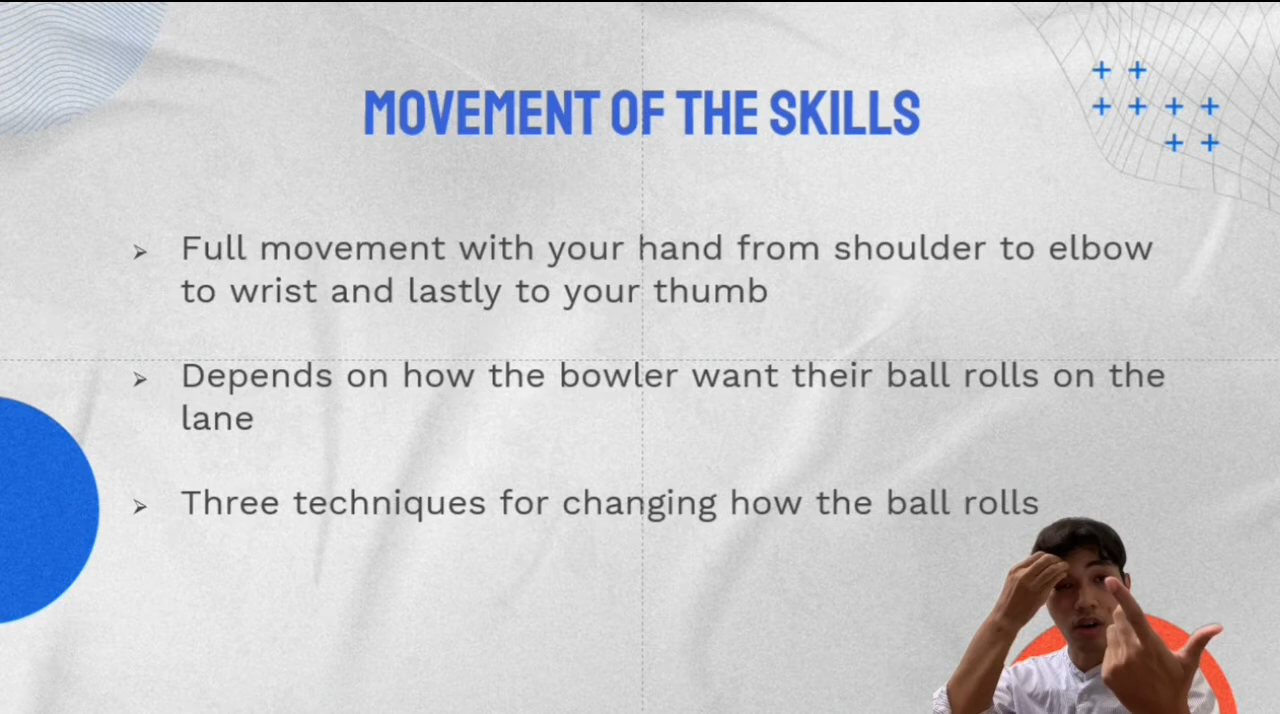 MOVEMENT OF THE SKILLS
Full movement with your hand from shoulder to elbow
to wrist and lastly to your thumb
Depends on how the bowler want their ball rolls on the
lane
Three techniques for changing how the ball rolls